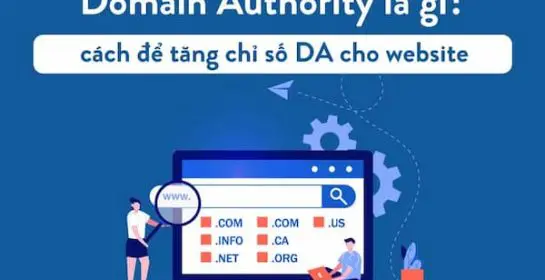 Domain Authority là gì?
cách để tăng chỉ số DA cho website
www.
.COM .COM .US
.INFO .CA
.NET .ORG